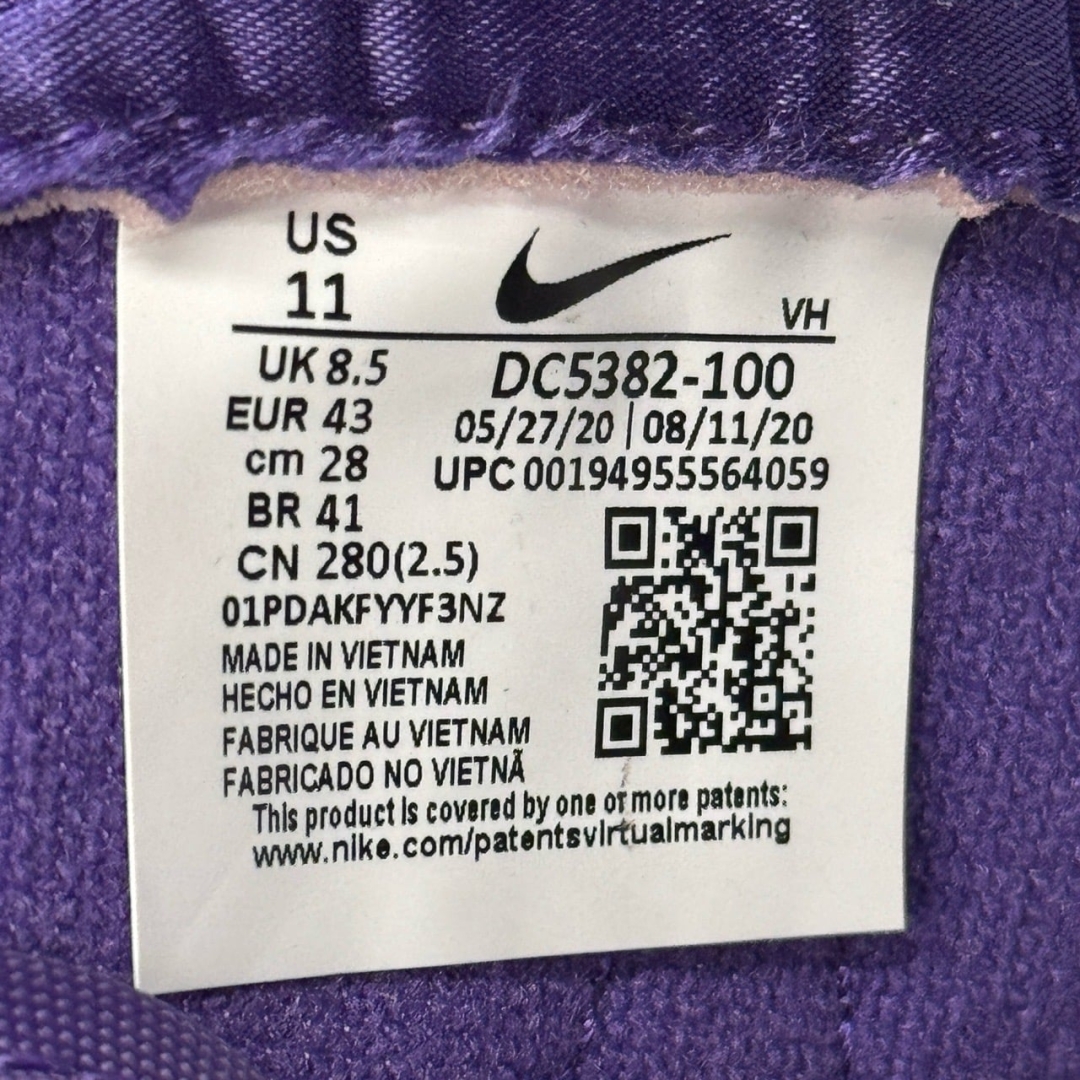 US
11
VH
UK 8.5
EUR 43
cm 28
BR 41
CN 280(2.5)
DC5382-100
05/27/20 | 08/11/20
UPC 00194955564059
01PDAKFYYF3NZ
MADE IN VIETNAM
HECHO EN VIETNAM
FABRIQUE AU VIETNAM
FABRICADO NO VIETNÃ
This product is covered by one or more patents:
www.nike.com/patentsvirtualmarking